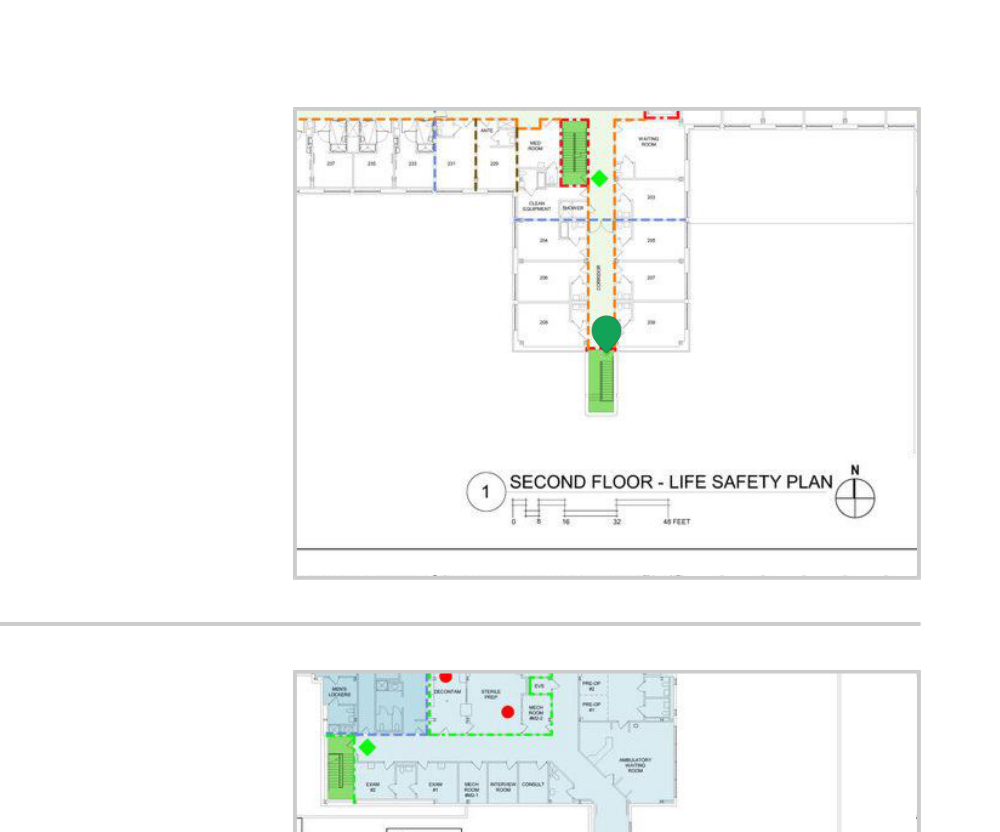 ANTE
MED
ROOM
WAITING
ROOM
237
235
233
231
229
CLEAN
EQUIPMENT
SHOWER
203
204
205
206
CORRIDOR
207
208
209
1
SECOND FLOOR - LIFE SAFETY PLAN
N
0 8 16 32 48 FEET
MEN'S
LOCKERS
DECONTAM
STERILE
PREP
EVS
MECH
ROOM
#M2-2
PRE-OP
#2
PRE-OP
#1
AMBULATORY
WAITING
ROOM
EXAM
#2
EXAM
#1
MECH
ROOM
#M2-1
INTERVIEW
ROOM
CONSULT